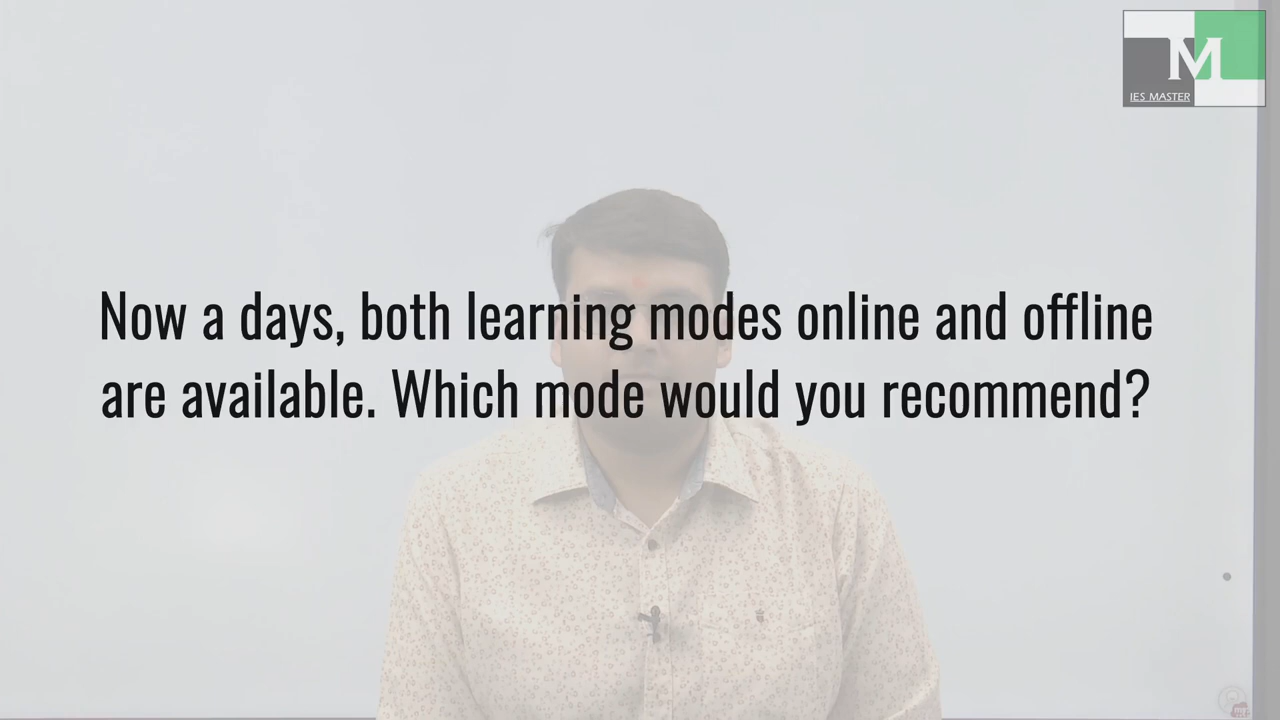 M
IES MASTER
Now a days, both learning modes online and offline
are available. Which mode would you recommend?